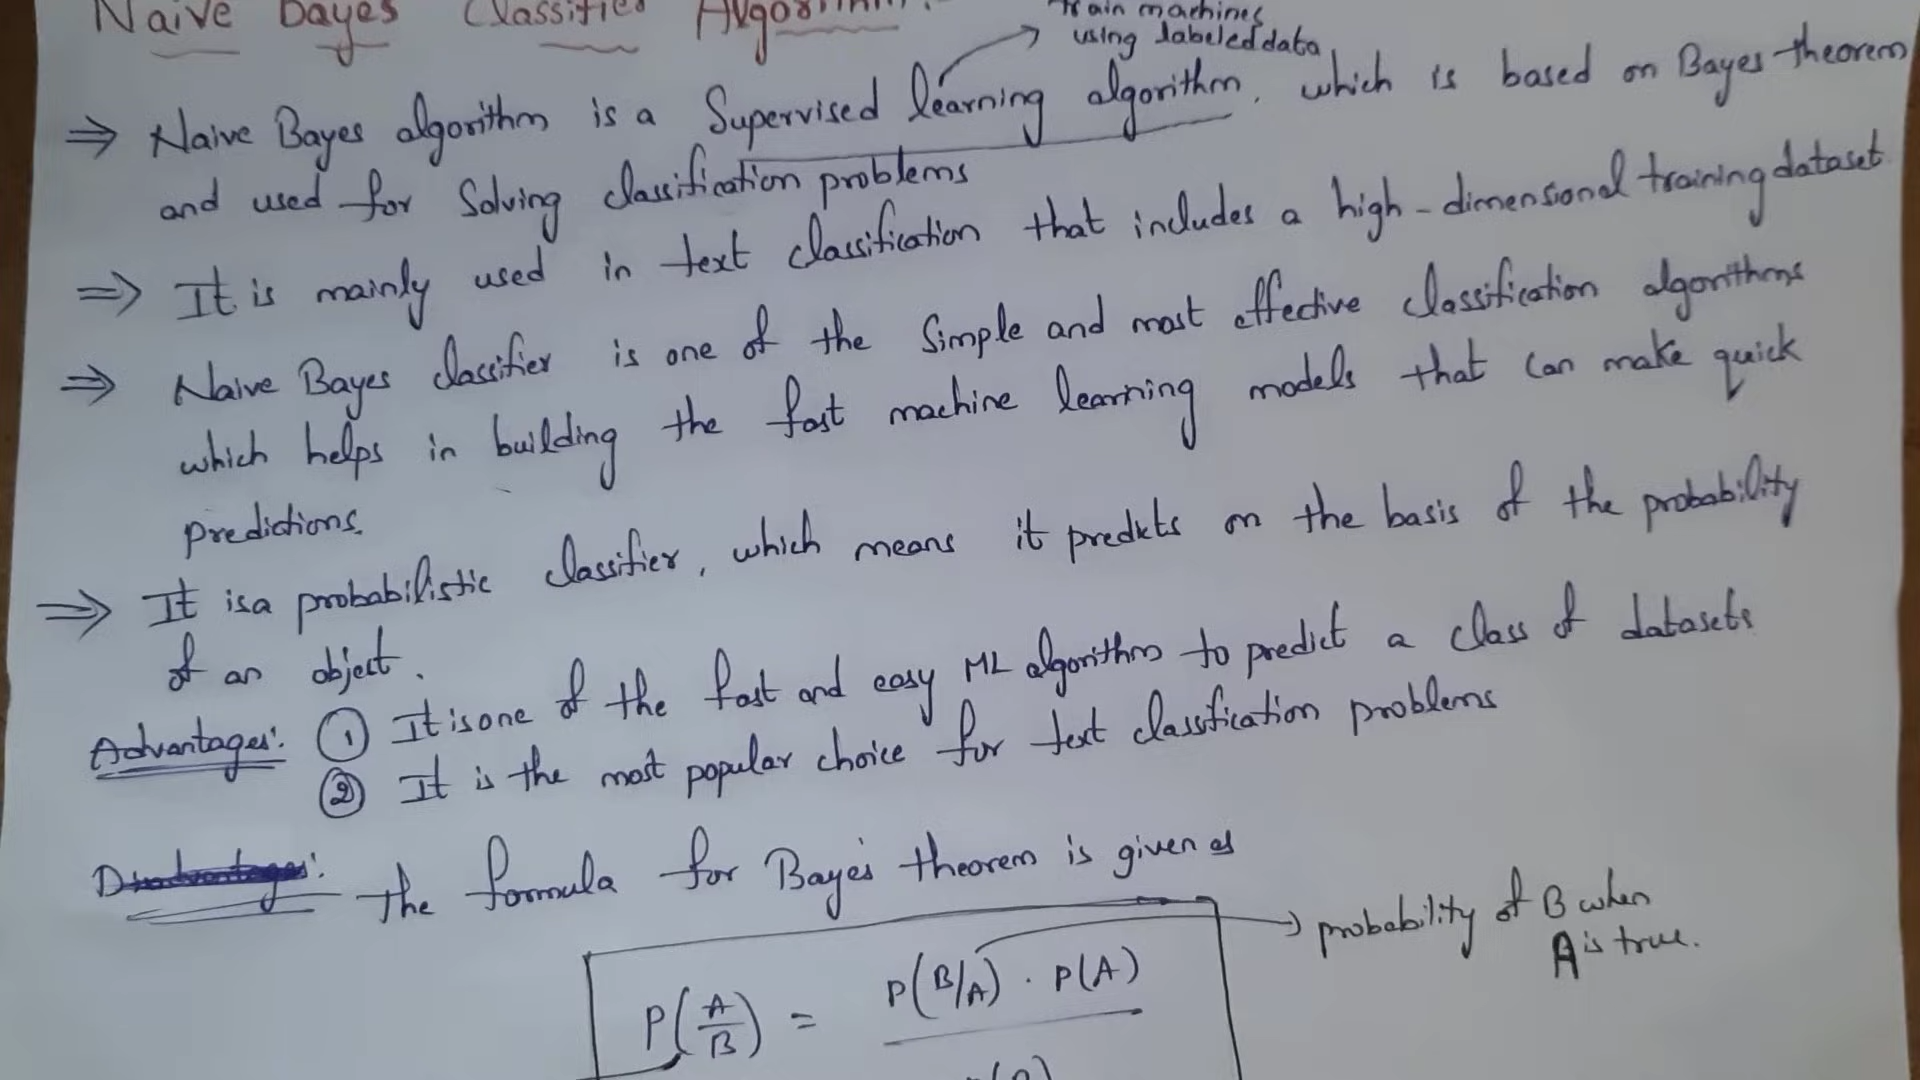 Naive Bayes Classifier Algorithm:
train machines
using labeled data
⇒ Naive Bayes algorithm is a Supervised learning algorithm, which is based on Bayes theorem
and used for Solving classification problems
⇒ It is mainly used in text classification that includes a high-dimensional training dataset
⇒ Naive Bayes classifier is one of the Simple and most effective classification algorithms
which helps in building the fast machine learning models that can make quick
predictions.
⇒ It is a probabilistic classifier, which means it predicts on the basis of the probability
of an object.
Advantages: ① It is one of the fast and easy ML algorithms to predict a class of datasets
② It is the most popular choice for text classification problems
the formula for Baye's theorem is given as
P(A/B) = P(B/A) . P(A)
→ probability of B when
A is true.